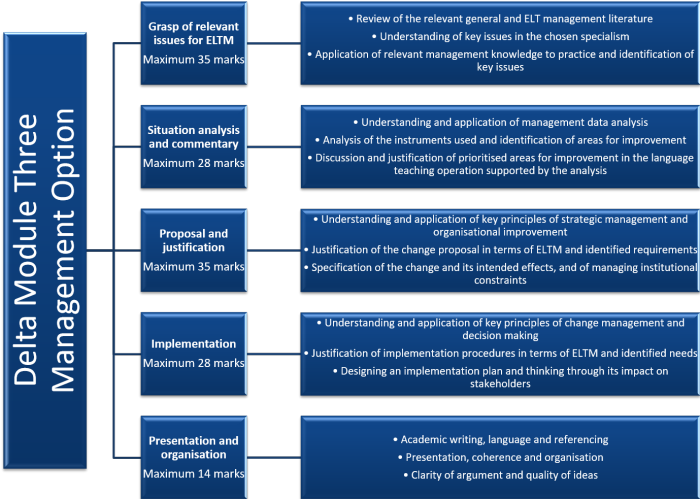 Delta Module Three
Management Option
Grasp of relevant
issues for ELTM
Maximum 35 marks
• Review of the relevant general and ELT management literature
• Understanding of key issues in the chosen specialism
• Application of relevant management knowledge to practice and identification of
key issues
Situation analysis
and commentary
Maximum 28 marks
• Understanding and application of management data analysis
• Analysis of the instruments used and identification of areas for improvement
• Discussion and justification of prioritised areas for improvement in the language
teaching operation supported by the analysis
Proposal and
justification
Maximum 35 marks
• Understanding and application of key principles of strategic management and
organisational improvement
• Justification of the change proposal in terms of ELTM and identified requirements
• Specification of the change and its intended effects, and of managing institutional
constraints
Implementation
Maximum 28 marks
• Understanding and application of key principles of change management and
decision making
• Justification of implementation procedures in terms of ELTM and identified needs
• Designing an implementation plan and thinking through its impact on
stakeholders
Presentation and
organisation
Maximum 14 marks
• Academic writing, language and referencing
• Presentation, coherence and organisation
• Clarity of argument and quality of ideas